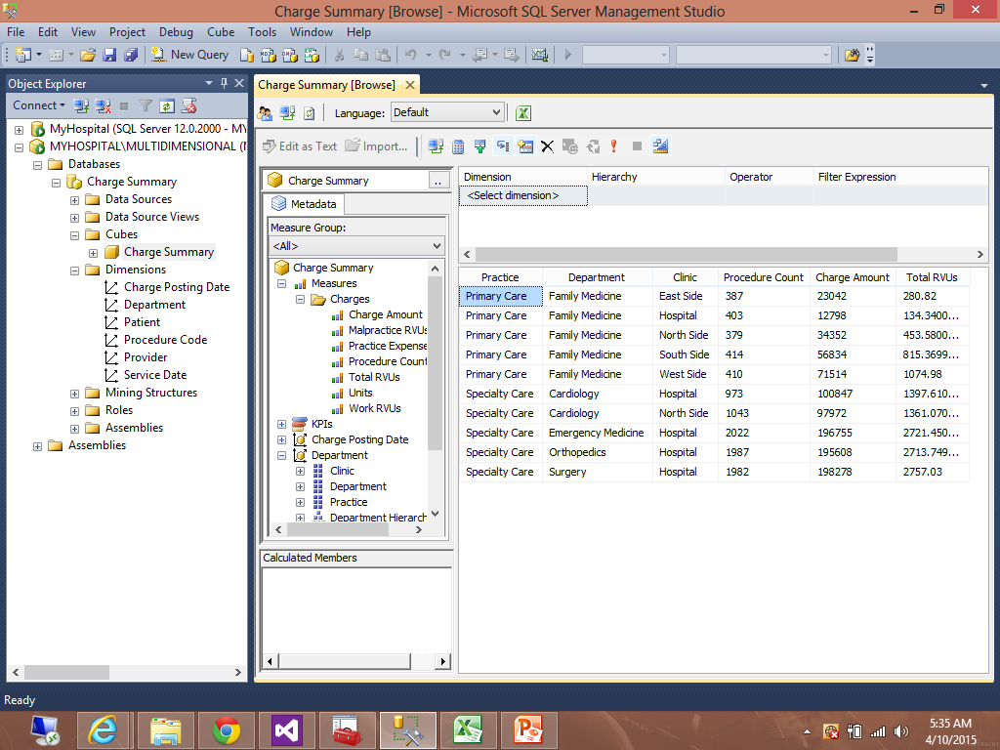 Charge Summary [Browse] - Microsoft SQL Server Management Studio
File Edit View Project Debug Cube Tools Window Help
New Query
Object Explorer
Connect
MyHospital (SQL Server 12.0.2000 - MY
MYHOSPITAL\MULTIDIMENSIONAL (M
Databases
Charge Summary
Data Sources
Data Source Views
Cubes
Charge Summary
Dimensions
Charge Posting Date
Department
Patient
Procedure Code
Provider
Service Date
Mining Structures
Roles
Assemblies
Assemblies
Charge Summary [Browse]
Language: Default
Edit as Text Import...
Charge Summary ..
Metadata
Measure Group:
<All>
Charge Summary
Measures
Charges
Charge Amount
Malpractice RVUs
Practice Expense
Procedure Count
Total RVUs
Units
Work RVUs
KPIs
Charge Posting Date
Department
Clinic
Department
Practice
Department Hierarch
Calculated Members
Dimension Hierarchy Operator Filter Expression
<Select dimension>
Practice Department Clinic Procedure Count Charge Amount Total RVUs
Primary Care Family Medicine East Side 387 23042 280.82
Primary Care Family Medicine Hospital 403 12798 134.3400...
Primary Care Family Medicine North Side 379 34352 453.5800...
Primary Care Family Medicine South Side 414 56834 815.3699...
Primary Care Family Medicine West Side 410 71514 1074.98
Specialty Care Cardiology Hospital 973 100847 1397.610...
Specialty Care Cardiology North Side 1043 97972 1361.070...
Specialty Care Emergency Medicine Hospital 2022 196755 2721.450...
Specialty Care Orthopedics Hospital 1987 195608 2713.749...
Specialty Care Surgery Hospital 1982 198278 2757.03
Ready
5:35 AM
4/10/2015